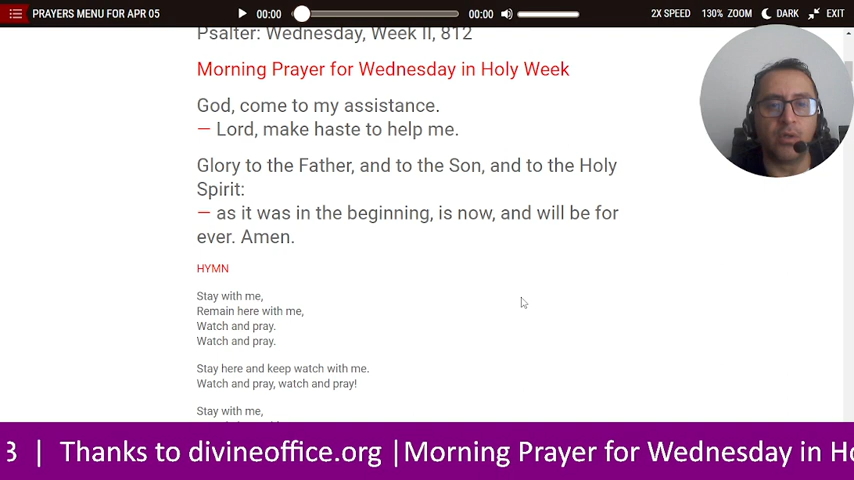 PRAYERS MENU FOR APR 05 00:00 00:00 2X SPEED 130% ZOOM DARK EXIT
Psalter: Wednesday, Week II, 812
Morning Prayer for Wednesday in Holy Week
God, come to my assistance.
— Lord, make haste to help me.
Glory to the Father, and to the Son, and to the Holy
Spirit:
— as it was in the beginning, is now, and will be for
ever. Amen.
HYMN
Stay with me,
Remain here with me,
Watch and pray.
Watch and pray.
Stay here and keep watch with me.
Watch and pray, watch and pray!
Stay with me,
3 | Thanks to divineoffice.org |Morning Prayer for Wednesday in Ho